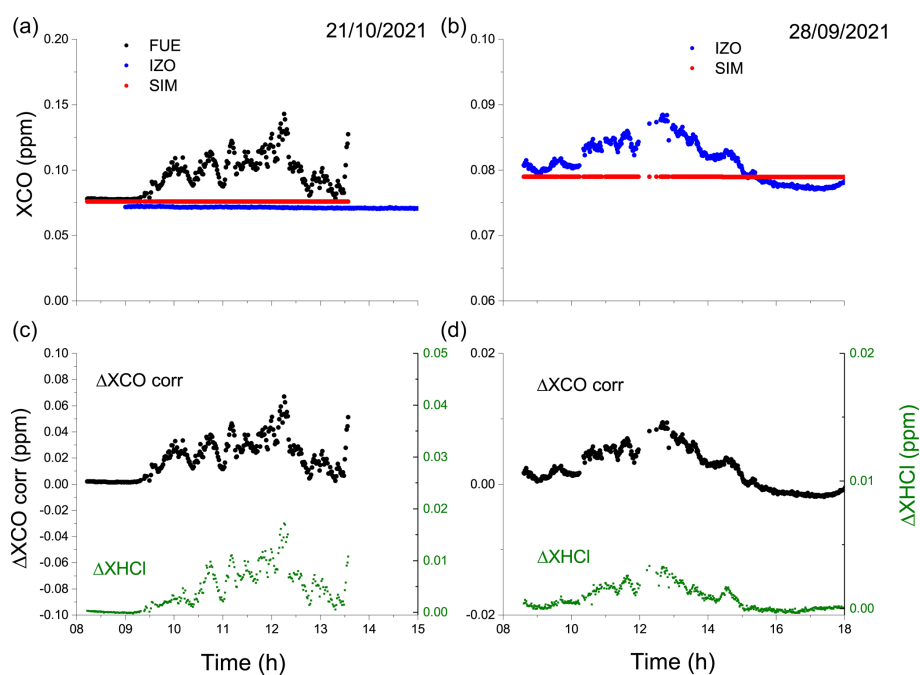 (a)
21/10/2021
FUE
IZO
SIM
XCO (ppm)
0.20
0.15
0.10
0.05
0.00
(b)
28/09/2021
IZO
SIM
0.10
0.09
0.08
0.07
0.06
(c)
ΔXCO corr
ΔXHCl
ΔXCO corr (ppm)
0.10
0.08
0.06
0.04
0.02
0.00
-0.02
-0.04
-0.06
-0.08
-0.10
0.05
0.04
0.03
0.02
0.01
0.00
08 09 10 11 12 13 14 15
Time (h)
(d)
ΔXCO corr
ΔXHCl
0.02
0.00
-0.02
0.02
0.01
0.00
ΔXHCl (ppm)
08 10 12 14 16 18
Time (h)